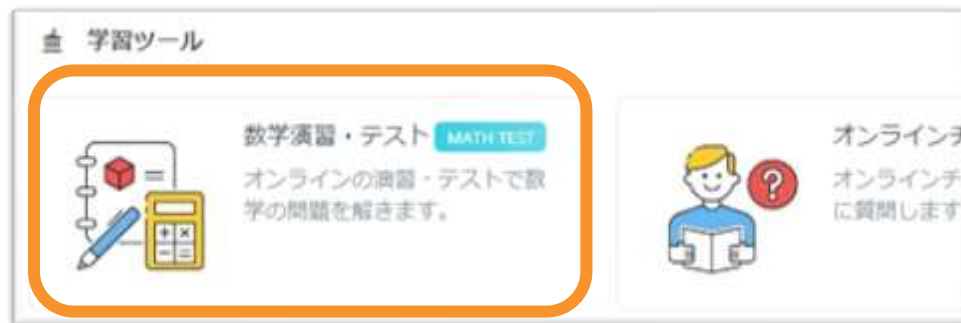 学習ツール
数学演習・テスト MATH TEST
オンラインの演習・テストで数
学の問題を解きます。
オンラインチ
オンラインチ
に質問します